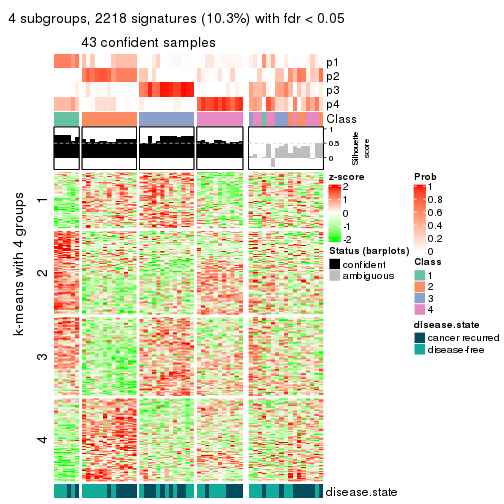 4 subgroups, 2218 signatures (10.3%) with fdr < 0.05
43 confident samples
p1
p2
p3
p4
Class
1
0.5
0
Silhouette
score
k-means with 4 groups
1
2
3
4
disease.state
z-score
2
1
0
-1
-2
Status (barplots)
confident
ambiguous
Prob
1
0.8
0.6
0.4
0.2
0
Class
1
2
3
4
disease.state
cancer recurred
disease-free